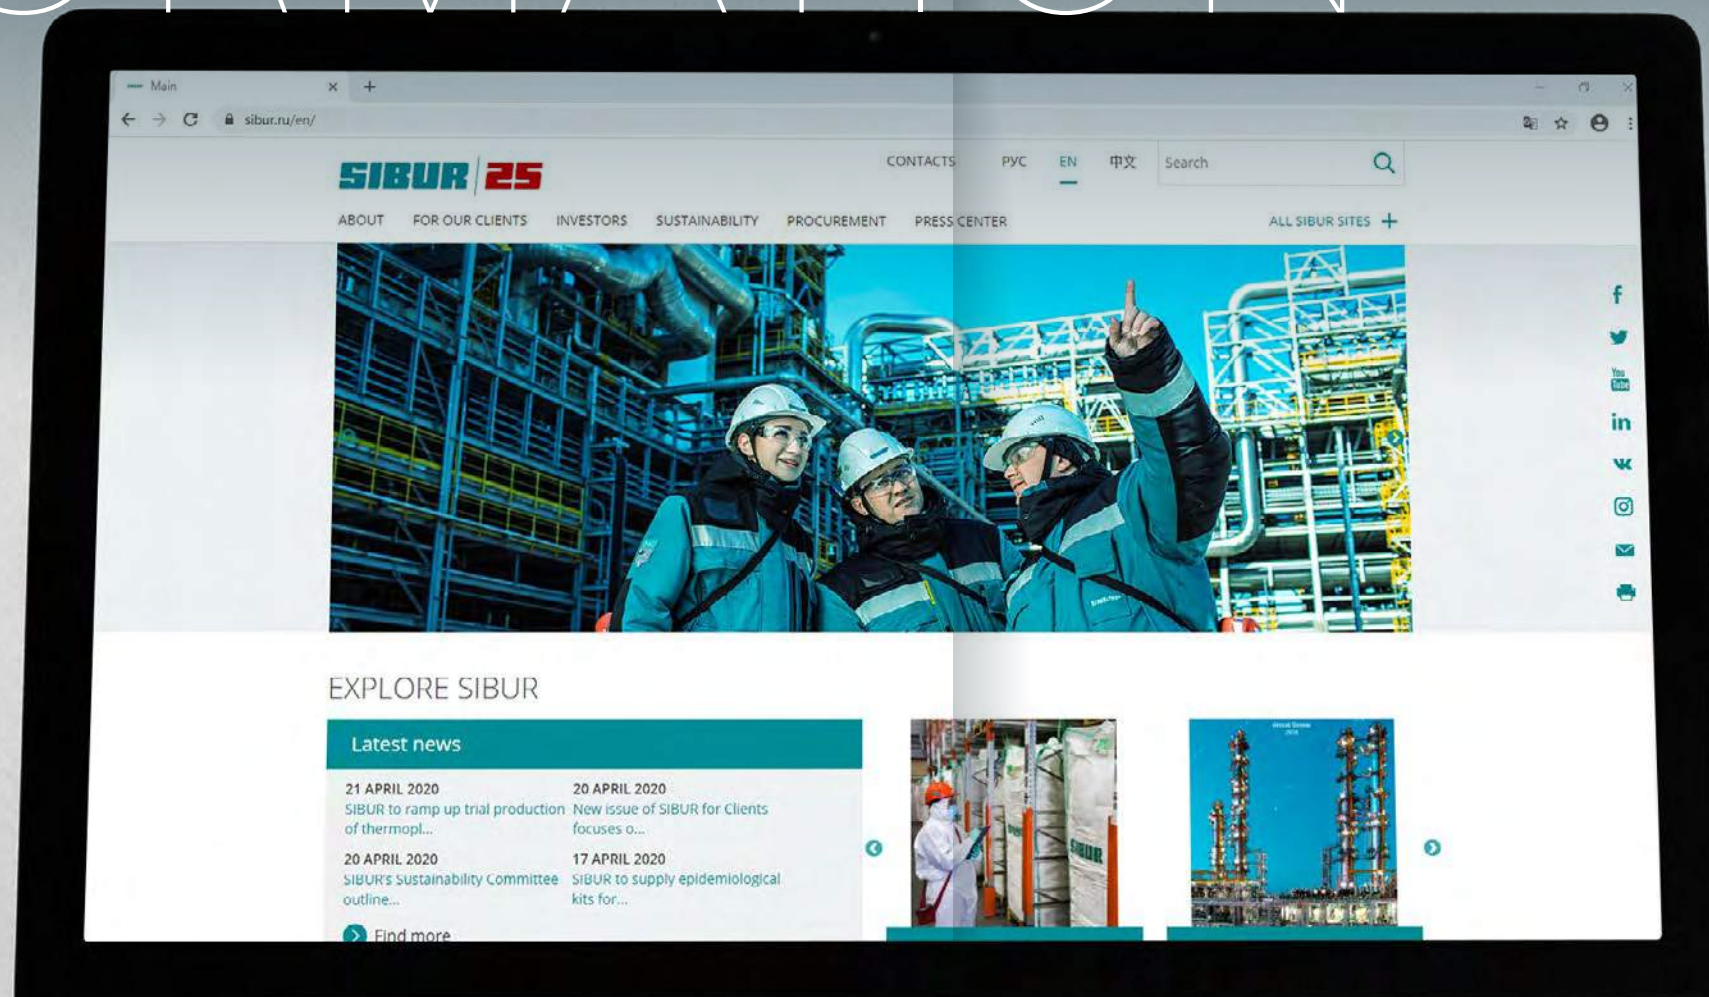 Main
sibur.ru/en/
SIBUR 25
CONTACTS РУС EN 中文 Search
ABOUT FOR OUR CLIENTS INVESTORS SUSTAINABILITY PROCUREMENT PRESS CENTER ALL SIBUR SITES
You
Tube
in
EXPLORE SIBUR
Latest news
21 APRIL 2020
SIBUR to ramp up trial production
of thermopl...
20 APRIL 2020
New issue of SIBUR for Clients
focuses o...
20 APRIL 2020
SIBUR's Sustainability Committee
outline...
17 APRIL 2020
SIBUR to supply epidemiological
kits for...
Find more
SIBUR